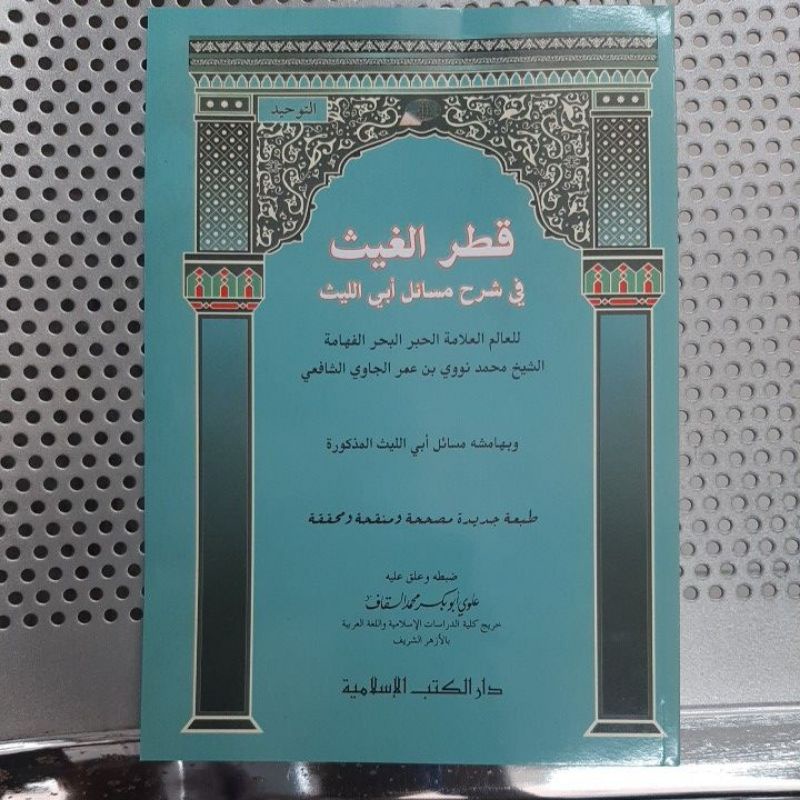 التوحيد
قطر الغيث
في شرح مسائل أبي الليث
للعالم العلامة الحبر البحر الفهامة
الشيخ محمد نووي بن عمر الجاوي الشافعي
وبهامشه مسائل أبي الليث المذكورة
طبعة جديدة مصححة ومنقحة ومحققة
ضبطه وعلق عليه
علوي أبو بكر محمد السقاف
خريج كلية الدراسات الإسلامية واللغة العربية
بالأزهر الشريف
دار الكتب الإسلامية